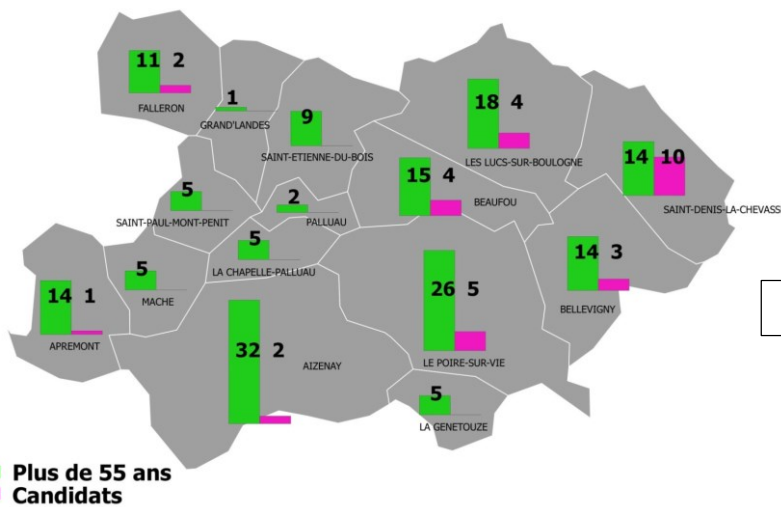 11 2
FALLERON
1
GRAND'LANDES
9
SAINT-ETIENNE-DU-BOIS
18 4
LES LUCS-SUR-BOULOGNE
14 10
SAINT-DENIS-LA-CHEVASS
5
SAINT-PAUL-MONT-PENIT
2
PALLUAU
15 4
BEAUFOU
5
LA CHAPELLE-PALLUAU
5
MACHE
14 1
APREMONT
32 2
AIZENAY
26 5
LE POIRE-SUR-VIE
14 3
BELLEVIGNY
5
LA GENETOUZE
Plus de 55 ans
Candidats